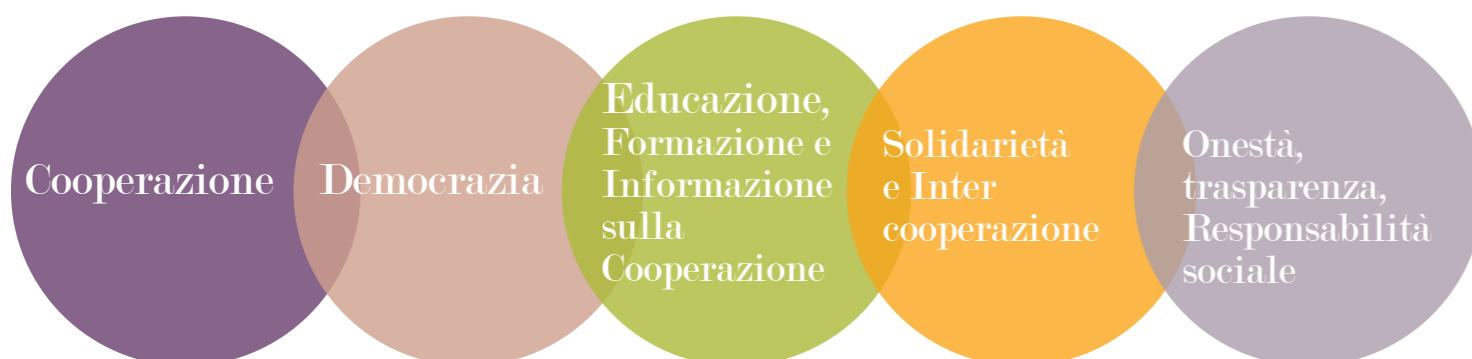 Cooperazione
Democrazia
Educazione,
Formazione e
Informazione
sulla
Cooperazione
Solidarietà
e Inter
cooperazione
Onestà,
trasparenza,
Responsabilità
sociale